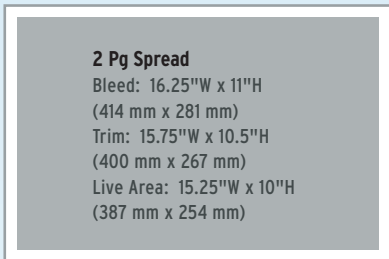 2 Pg Spread
Bleed: 16.25"W x 11"H
(414 mm x 281 mm)
Trim: 15.75"W x 10.5"H
(400 mm x 267 mm)
Live Area: 15.25"W x 10"H
(387 mm x 254 mm)